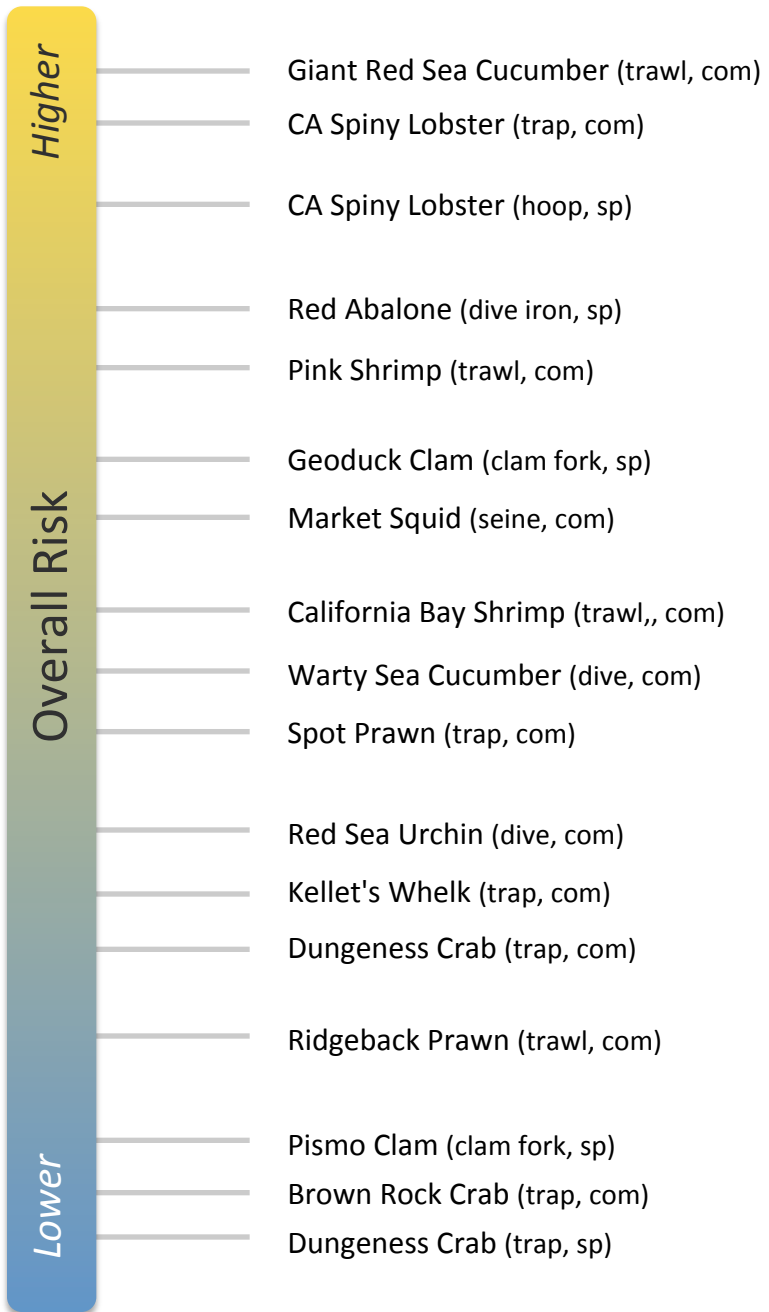 Higher
Overall Risk
Lower
Giant Red Sea Cucumber (trawl, com)
CA Spiny Lobster (trap, com)
CA Spiny Lobster (hoop, sp)
Red Abalone (dive iron, sp)
Pink Shrimp (trawl, com)
Geoduck Clam (clam fork, sp)
Market Squid (seine, com)
California Bay Shrimp (trawl,, com)
Warty Sea Cucumber (dive, com)
Spot Prawn (trap, com)
Red Sea Urchin (dive, com)
Kellet's Whelk (trap, com)
Dungeness Crab (trap, com)
Ridgeback Prawn (trawl, com)
Pismo Clam (clam fork, sp)
Brown Rock Crab (trap, com)
Dungeness Crab (trap, sp)